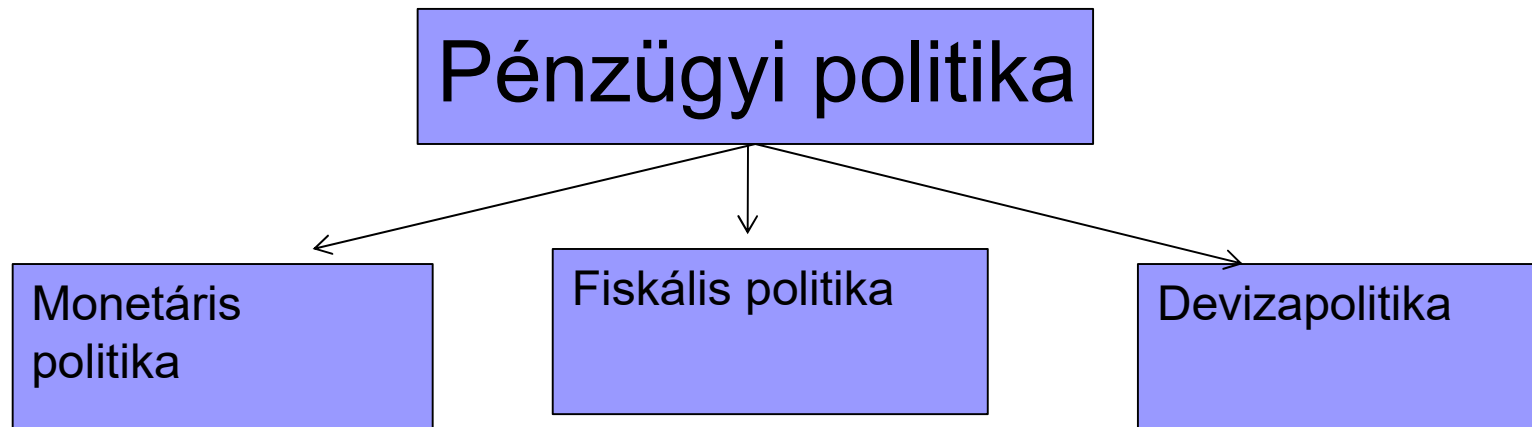 Pénzügyi politika
Monetáris
politika
Fiskális politika
Devizapolitika